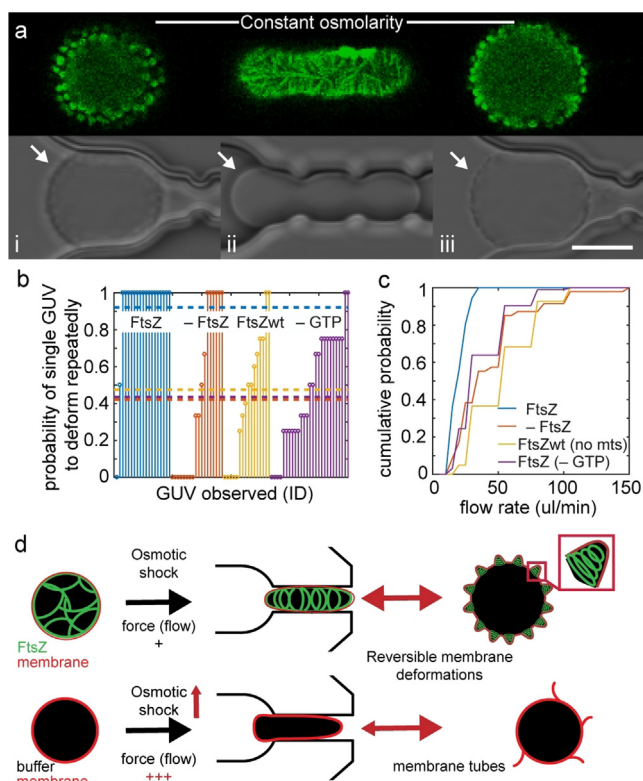 Constant osmolarity
a
i
ii
iii
b
probability of single GUV
to deform repeatedly
1
0.8
0.6
0.4
0.2
0
FtsZ
– FtsZ
FtsZwt
– GTP
GUV observed (ID)
c
cumulative probability
1
0.8
0.6
0.4
0.2
0
FtsZ
– FtsZ
FtsZwt (no mts)
FtsZ (– GTP)
0
50
100
150
flow rate (ul/min)
d
Osmotic
shock
force (flow)
+
FtsZ
membrane
Reversible membrane
deformations
Osmotic
shock
force (flow)
+++
buffer
membrane
membrane tubes